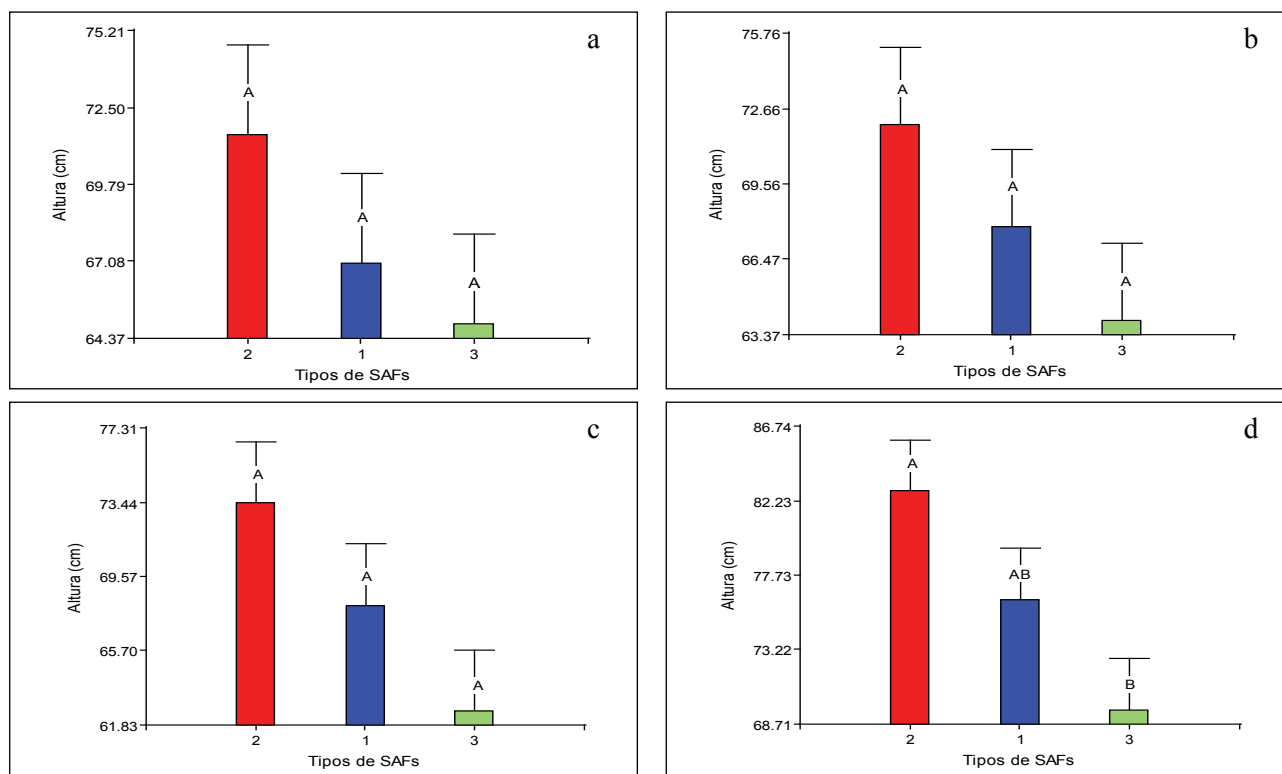 a
75.21
72.50
69.79
67.08
64.37
Altura (cm)
A
A
A
2 1 3
Tipos de SAFs
b
75.76
72.66
69.56
66.47
63.37
Altura (cm)
A
A
A
2 1 3
Tipos de SAFs
c
77.31
73.44
69.57
65.70
61.83
Altura (cm)
A
A
A
2 1 3
Tipos de SAFs
d
86.74
82.23
77.73
73.22
68.71
Altura (cm)
A
AB
B
2 1 3
Tipos de SAFs